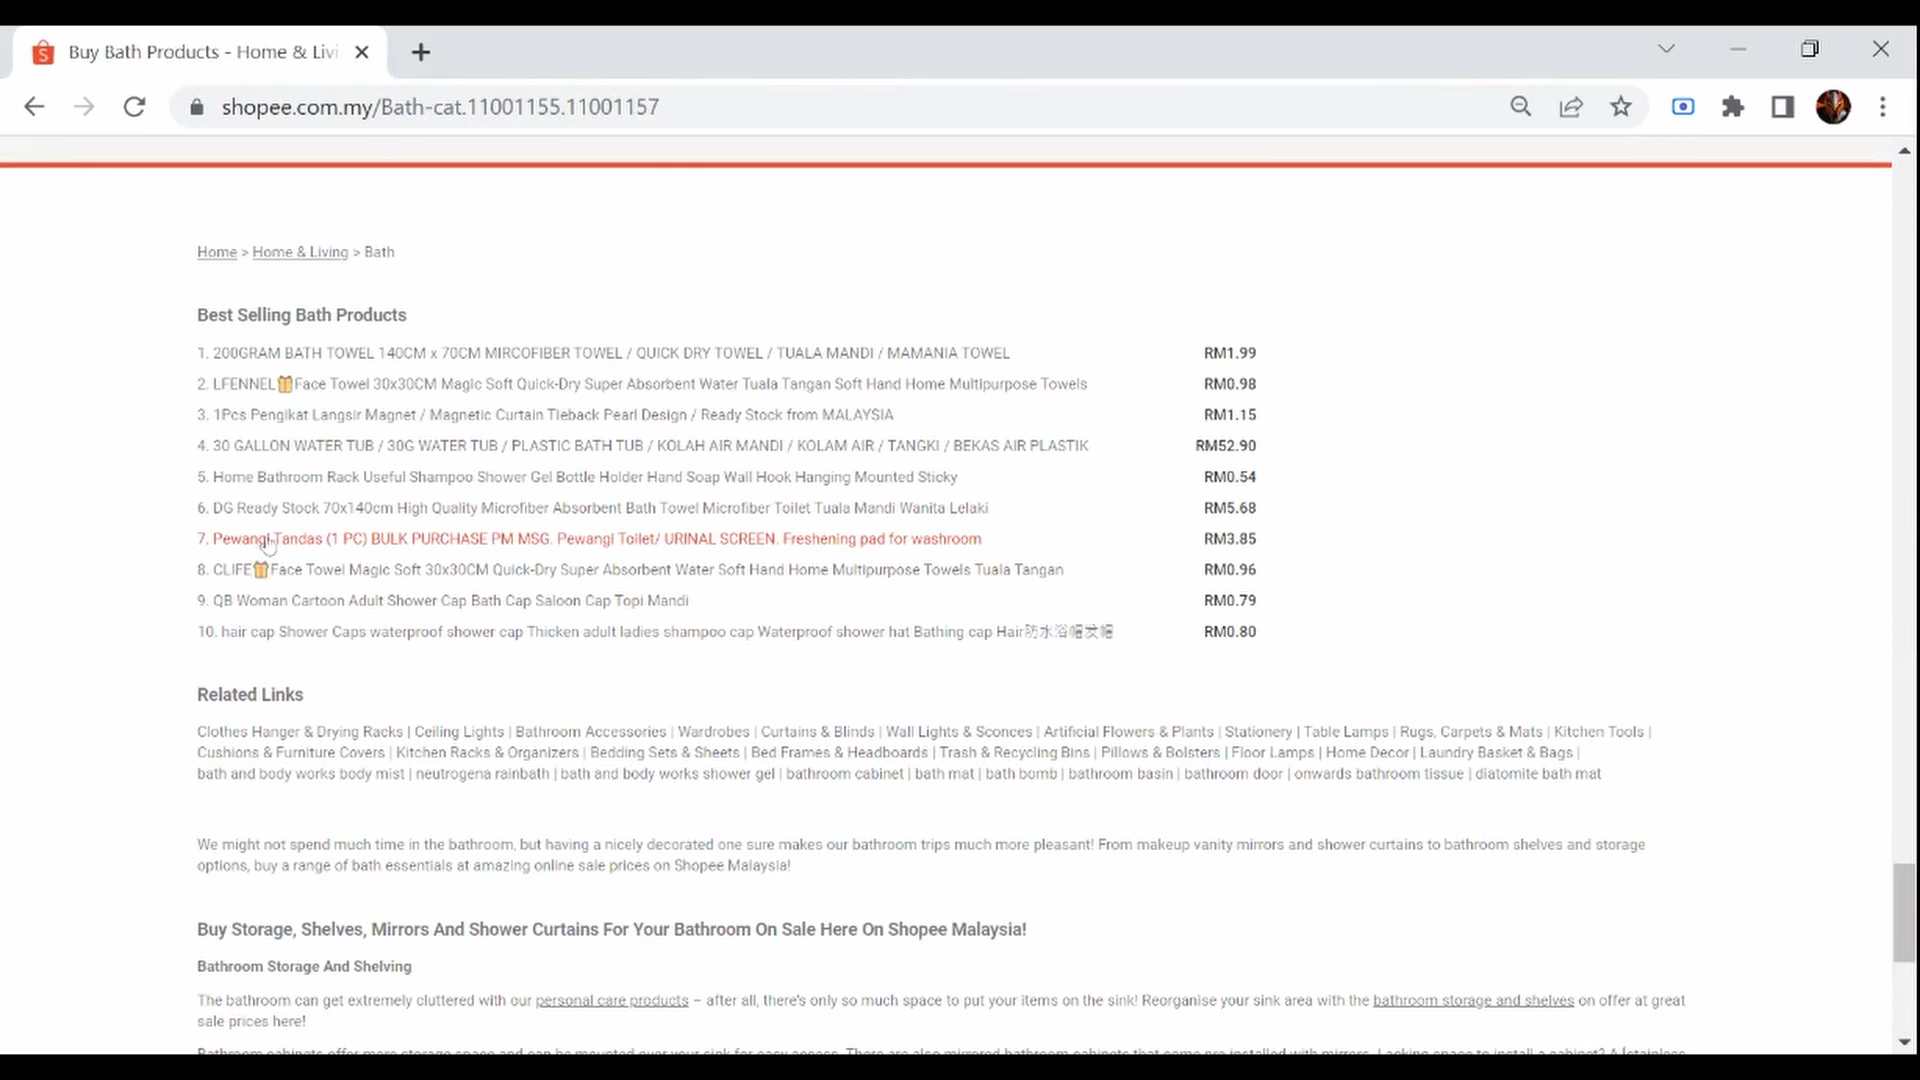 Buy Bath Products - Home & Livi
shopee.com.my/Bath-cat.11001155.11001157
Home > Home & Living > Bath
Best Selling Bath Products
1. 200GRAM BATH TOWEL 140CM x 70CM MIRCOFIBER TOWEL / QUICK DRY TOWEL / TUALA MANDI / MAMANIA TOWEL RM1.99
2. LFENNEL🎁Face Towel 30x30CM Magic Soft Quick-Dry Super Absorbent Water Tuala Tangan Soft Hand Home Multipurpose Towels RM0.98
3. 1Pcs Pengikat Langsir Magnet / Magnetic Curtain Tieback Pearl Design / Ready Stock from MALAYSIA RM1.15
4. 30 GALLON WATER TUB / 30G WATER TUB / PLASTIC BATH TUB / KOLAH AIR MANDI / KOLAM AIR / TANGKI / BEKAS AIR PLASTIK RM52.90
5. Home Bathroom Rack Useful Shampoo Shower Gel Bottle Holder Hand Soap Wall Hook Hanging Mounted Sticky RM0.54
6. DG Ready Stock 70x140cm High Quality Microfiber Absorbent Bath Towel Microfiber Toilet Tuala Mandi Wanita Lelaki RM5.68
7. Pewangi Tandas (1 PC) BULK PURCHASE PM MSG. Pewangi Toilet/ URINAL SCREEN. Freshening pad for washroom RM3.85
8. CLIFE🎁Face Towel Magic Soft 30x30CM Quick-Dry Super Absorbent Water Soft Hand Home Multipurpose Towels Tuala Tangan RM0.96
9. QB Woman Cartoon Adult Shower Cap Bath Cap Saloon Cap Topi Mandi RM0.79
10. hair cap Shower Caps waterproof shower cap Thicken adult ladies shampoo cap Waterproof shower hat Bathing cap Hair防水浴帽发帽 RM0.80
Related Links
Clothes Hanger & Drying Racks | Ceiling Lights | Bathroom Accessories | Wardrobes | Curtains & Blinds | Wall Lights & Sconces | Artificial Flowers & Plants | Stationery | Table Lamps | Rugs, Carpets & Mats | Kitchen Tools |
Cushions & Furniture Covers | Kitchen Racks & Organizers | Bedding Sets & Sheets | Bed Frames & Headboards | Trash & Recycling Bins | Pillows & Bolsters | Floor Lamps | Home Decor | Laundry Basket & Bags |
bath and body works body mist | neutrogena rainbath | bath and body works shower gel | bathroom cabinet | bath mat | bath bomb | bathroom basin | bathroom door | onwards bathroom tissue | diatomite bath mat
We might not spend much time in the bathroom, but having a nicely decorated one sure makes our bathroom trips much more pleasant! From makeup vanity mirrors and shower curtains to bathroom shelves and storage
options, buy a range of bath essentials at amazing online sale prices on Shopee Malaysia!
Buy Storage, Shelves, Mirrors And Shower Curtains For Your Bathroom On Sale Here On Shopee Malaysia!
Bathroom Storage And Shelving
The bathroom can get extremely cluttered with our personal care products – after all, there's only so much space to put your items on the sink! Reorganise your sink area with the bathroom storage and shelves on offer at great
sale prices here!